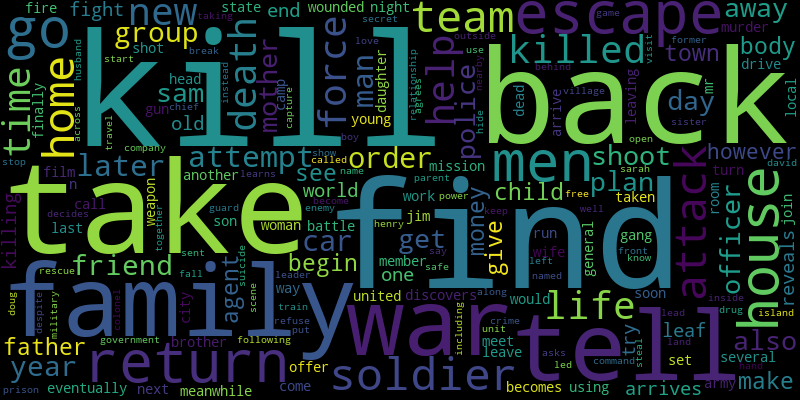 fire
fight
new
state
end
wounded
night
taking
secret
team
escape
away
go
husband
start
kill
group
shot
break
force
death
mother
man
love
game
outside
former
use
murder
killed
town
body
drive
visit
behind
time
finally
home
across
travel
sam
head
old
gun
chief
instead
amp
capture
daughter
young
relationship
agrees
help
police
back
nearby
hide
arrive
dead
village
leaving
day
mr
sister
local
stop
company
boy
called
show
order
men
shoot
open
however
film
later
attempt
see
mission
plan
attack
david
n
another
learns
name
parent
child
sarah
turn
take
weapon
world
become
work
power
find
free
taken
room
house
join
call
guard
son
enemy
battle
henry
jim
keep
well
officer
last
decides
together
woman
car
get
say
money
run
gang
front
know
killing
friend
sent
begin
member
one
safe
give
wife
left
general
reveals
rescue
fall
agent
suicide
leader
way
united
discovers
along
named
would
life
soon
inside
drug
island
doug
despite
military
family
colonel
city
scene
train
refuse
put
war
including
unit
crime
tell
try
leaf
lead
land
also
father
government
brother
following
meet
leave
asks
led
command
steal
set
several
hand
year
return
offer
soldier
becomes
using
arrives
army
make
prison
eventually
next
meanwhile
come